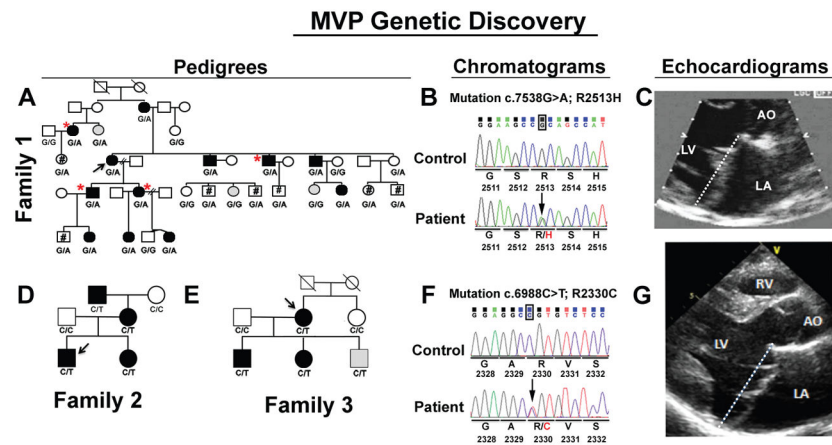 MVP Genetic Discovery
Pedigrees
Chromatograms
Echocardiograms
A
Family 1
G/A
G/A G/A G/G
G/G
#
G/A
G/A G/A G/A G/A G/A
G/G # # # #
G/A G/A G/G G/A G/A G/G G/A G/A G/A
# G/A G/A G/A G/G G/A
B
Mutation c.7538G>A; R2513H
G G A A G C C G C A G C C A T
Control
G S R S H
2511 2512 2513 2514 2515
Patient
G S R/H S H
2511 2512 2513 2514 2515
C
AO
LV
LA
D
C/T C/C
C/C C/T
C/T C/T
Family 2
E
C/C C/T C/C
C/T C/T C/T
Family 3
F
Mutation c.6988C>T; R2330C
G G A G G C C G T G T C T C C
Control
G A R V S
2328 2329 2330 2331 2332
Patient
G A R/C V S
2328 2329 2330 2331 2332
G
V
5
RV
AO
LV
LA